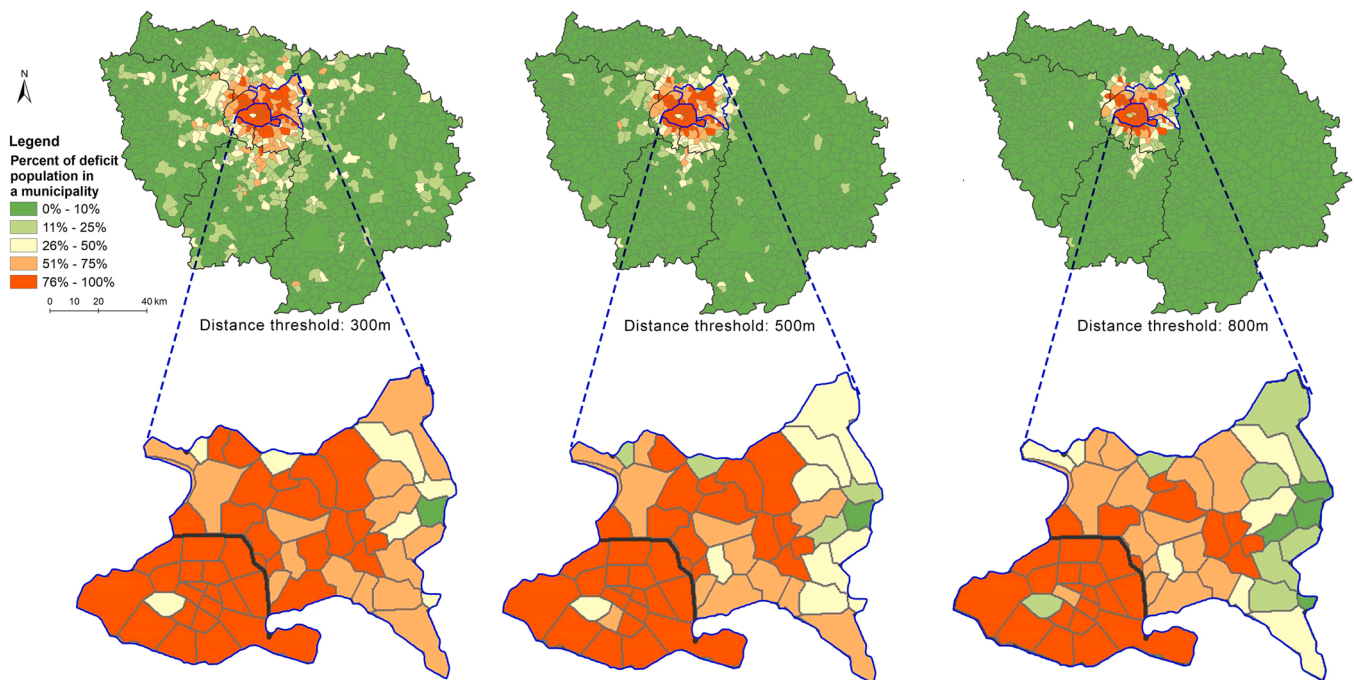 N
Legend
Percent of deficit
population in
a municipality
0% - 10%
11% - 25%
26% - 50%
51% - 75%
76% - 100%
0 10 20 40 km
Distance threshold: 300m
Distance threshold: 500m
Distance threshold: 800m